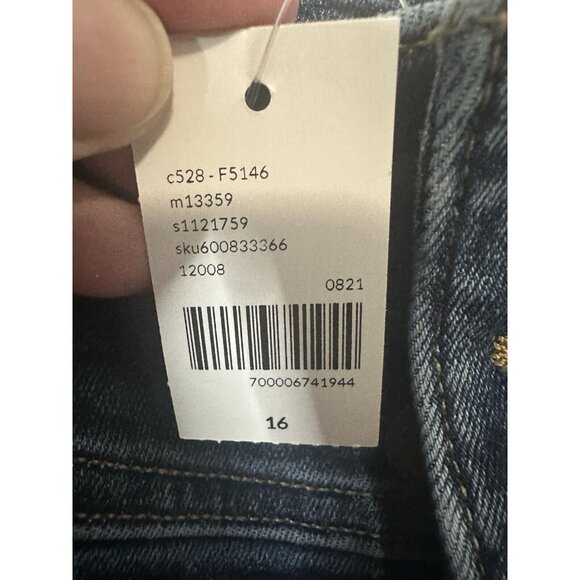 c528 - F5146
m13359
s1121759
sku600833366
12008
0821
700006741944
16